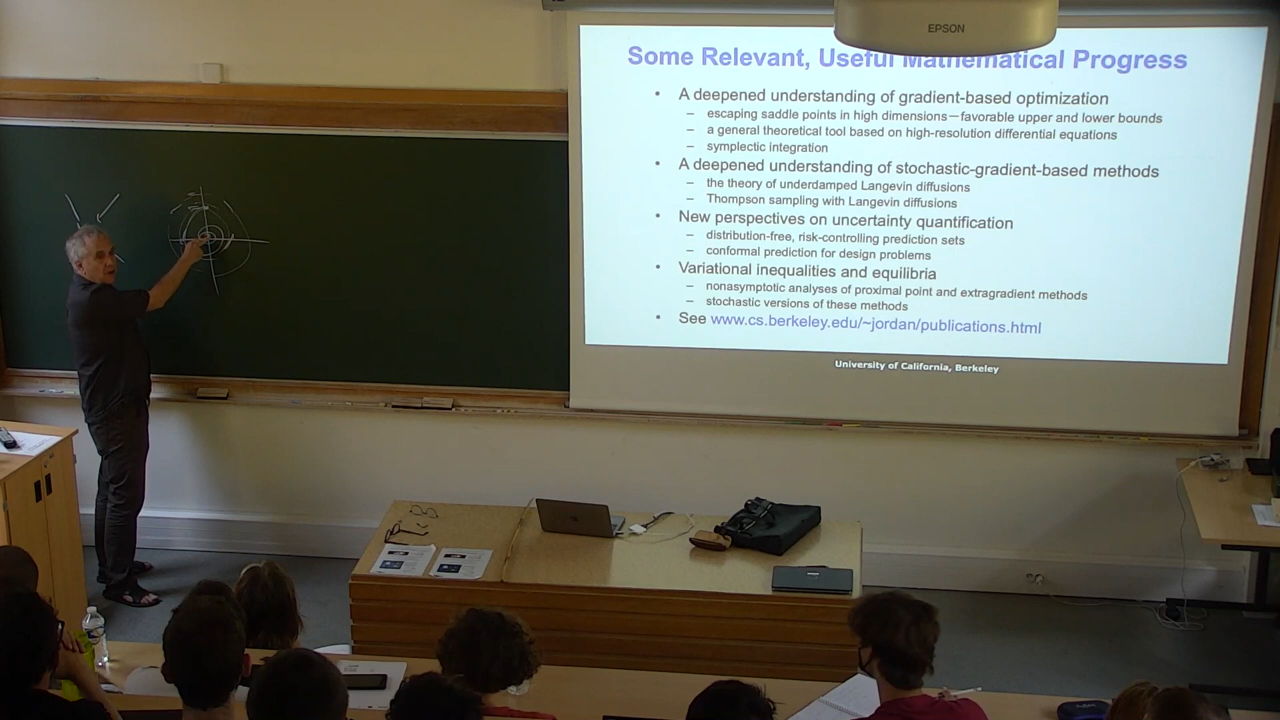 EPSON
Some Relevant, Useful Mathematical Progress
• A deepened understanding of gradient-based optimization
– escaping saddle points in high dimensions—favorable upper and lower bounds
– a general theoretical tool based on high-resolution differential equations
– symplectic integration
• A deepened understanding of stochastic-gradient-based methods
– the theory of underdamped Langevin diffusions
– Thompson sampling with Langevin diffusions
• New perspectives on uncertainty quantification
– distribution-free, risk-controlling prediction sets
– conformal prediction for design problems
• Variational inequalities and equilibria
– nonasymptotic analyses of proximal point and extragradient methods
– stochastic versions of these methods
• See www.cs.berkeley.edu/~jordan/publications.html
University of California, Berkeley